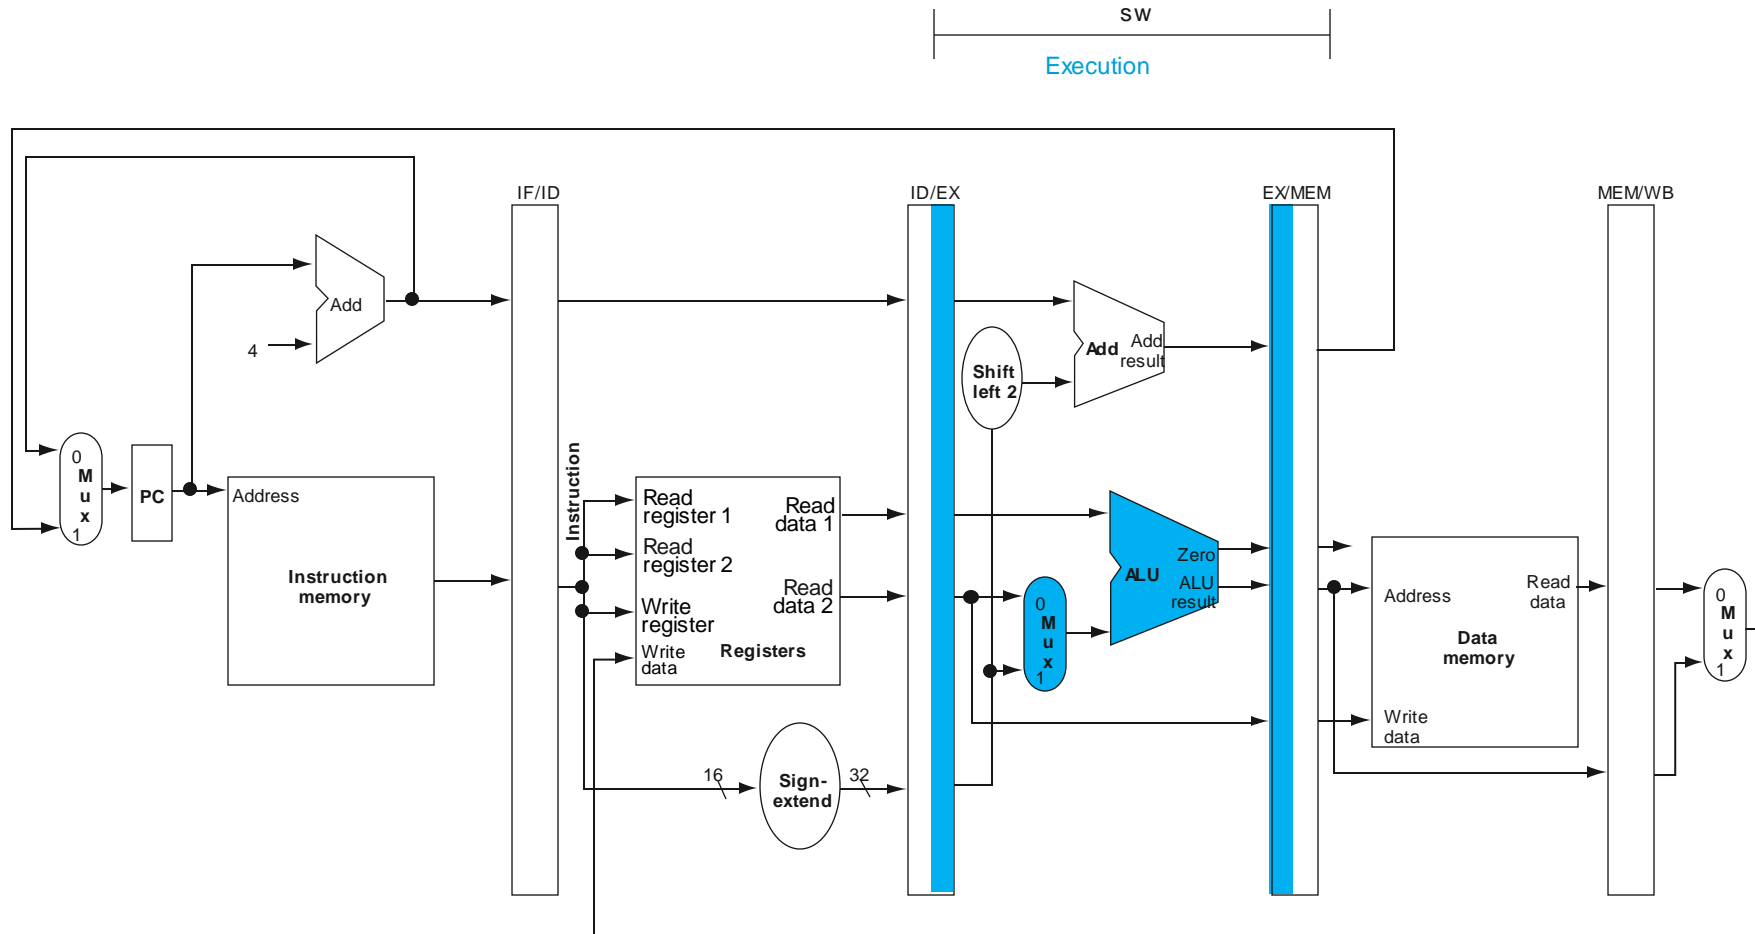 sw
Execution
IF/ID
ID/EX
EX/MEM
MEM/WB
Add
4
Add
Add
result
Shift
left 2
0
M
u
x
1
PC
Address
Instruction
memory
Instruction
Read
register 1
Read
register 2
Write
register
Write
data
Read
data 1
Read
data 2
Registers
16
Sign-
extend
32
0
M
u
x
1
ALU
Zero
ALU
result
Address
Read
data
Data
memory
Write
data
0
M
u
x
1